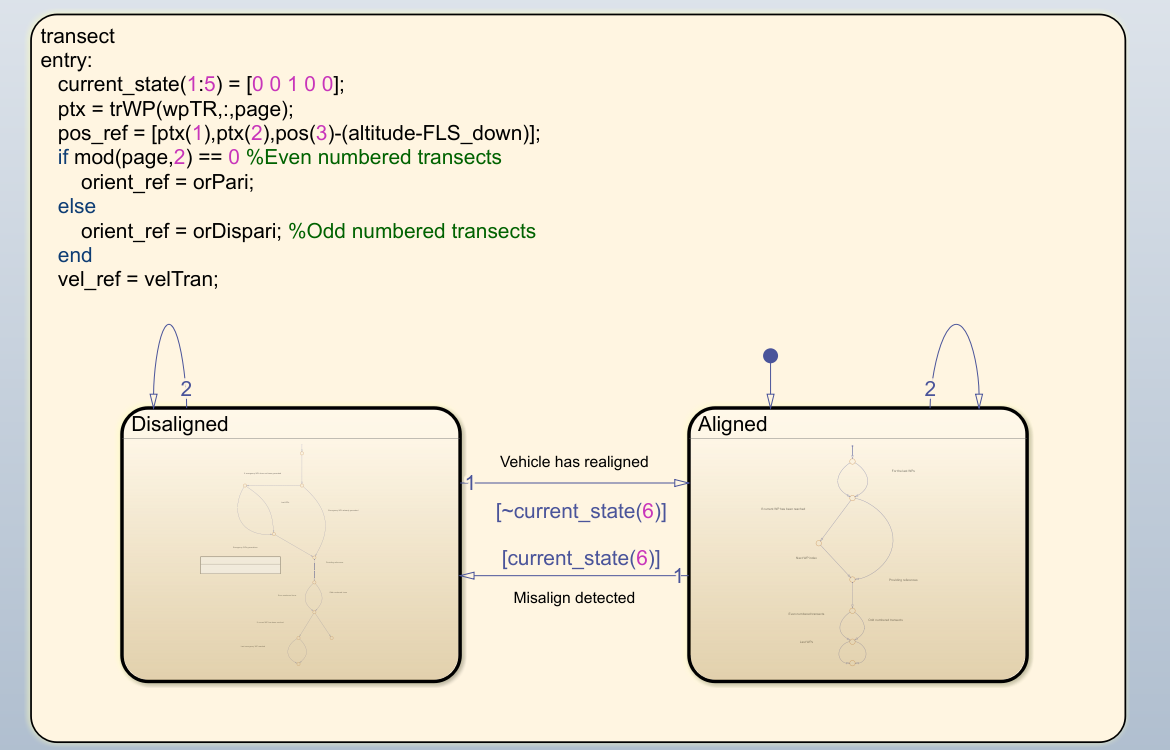 transect
entry:
current_state(1:5) = [0 0 1 0 0];
ptx = trWP(wpTR,:,page);
pos_ref = [ptx(1),ptx(2),pos(3)-(altitude-FLS_down)];
if mod(page,2) == 0 %Even numbered transects
orient_ref = orPari;
else
orient_ref = orDispari; %Odd numbered transects
end
vel_ref = velTran;
2
2
Disaligned
Aligned
Vehicle has realigned
1
[~current_state(6)]
[current_state(6)]
1
Misalign detected